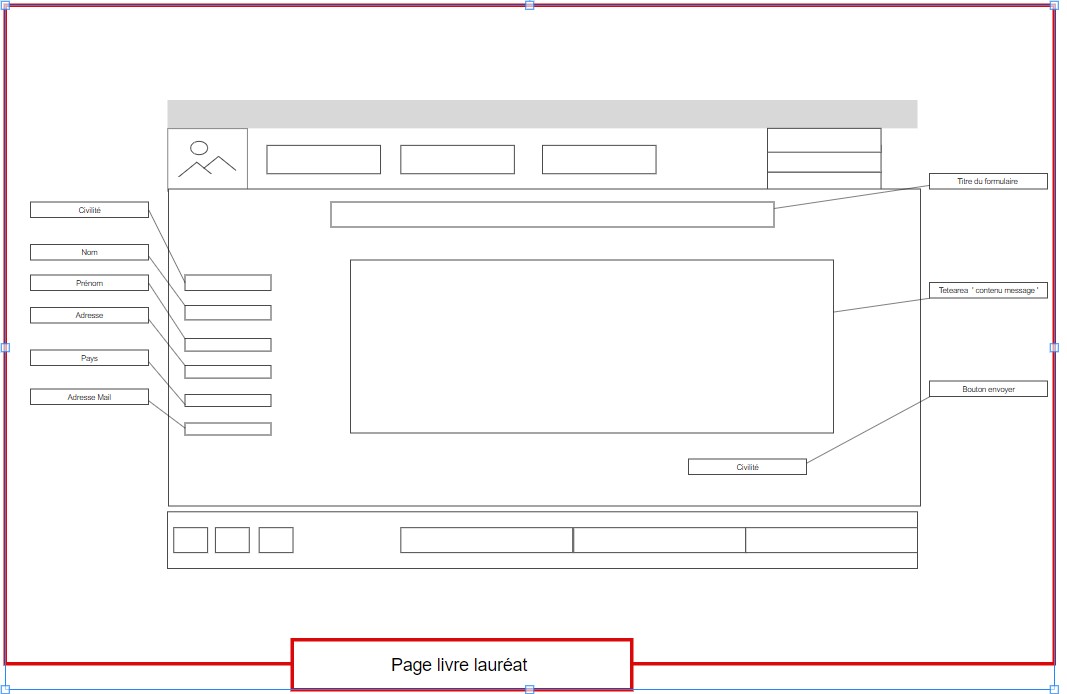 Titre du formulaire
Civilité
Nom
Prénom
Tetearea ' contenu message '
Adresse
Pays
Adresse Mail
Bouton envoyer
Civilité
Page livre lauréat